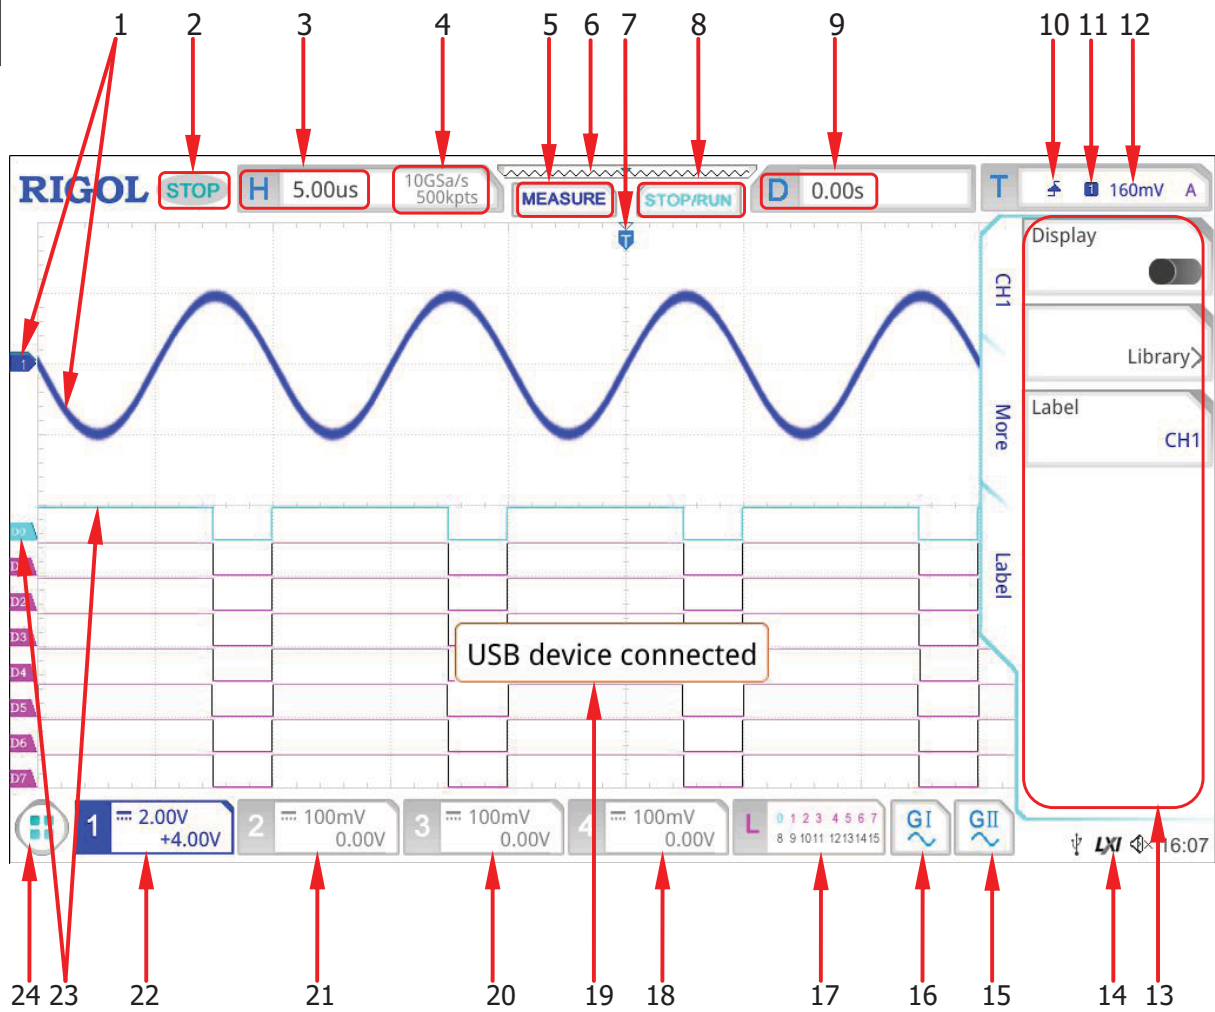 1 2 3 4 5 6 7 8 9 10 11 12
RIGOL STOP H 5.00us 10GSa/s 500kpts MEASURE STOP/RUN D 0.00s T 1 160mV A
T
Display
CH1
Library>
1
Label
CH1
More
D0
D2
Label
D3
USB device connected
D4
D5
D6
D7
1 2.00V +4.00V
2 100mV 0.00V
3 100mV 0.00V
4 100mV 0.00V
L 0 1 2 3 4 5 6 7
8 9 10 11 12 13 14 15
GI
GII
LXI 16:07
24 23 22 21 20 19 18 17 16 15 14 13